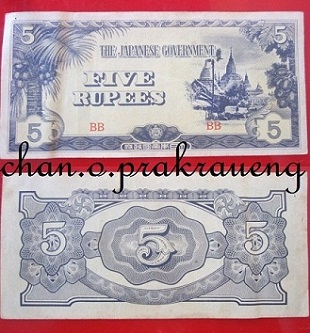 5 5
THE JAPANESE GOVERNMENT
FIVE
RUPEES
BB BB
5 5
chan.o.prakraueng
5 5 5